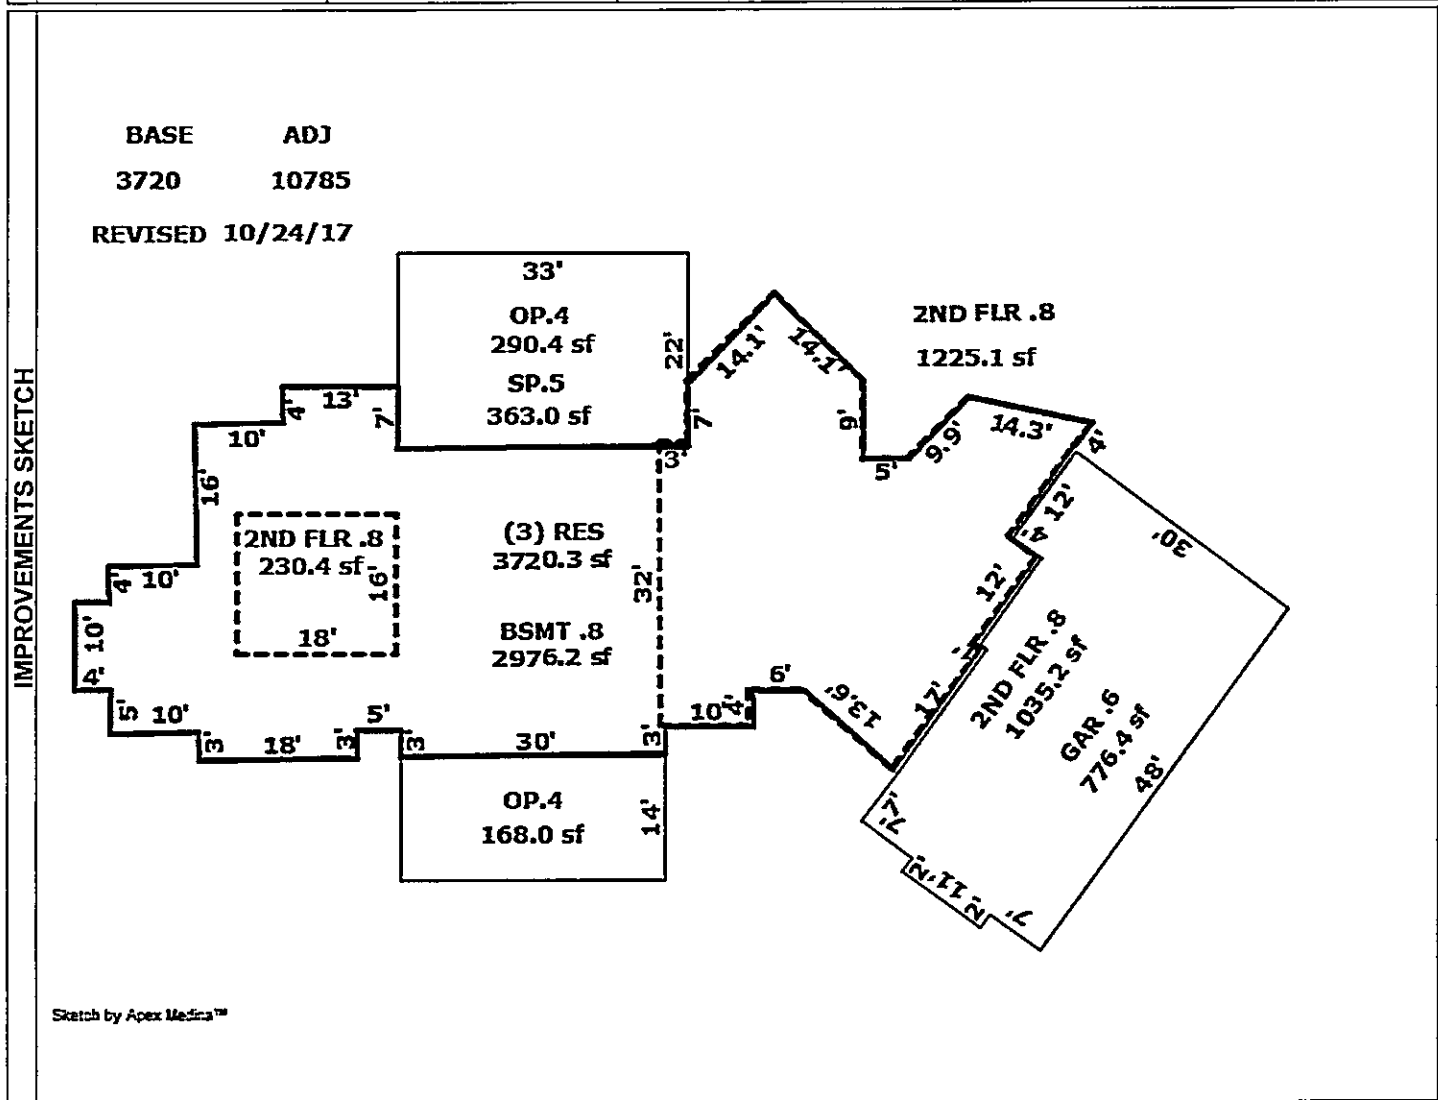 IMPROVEMENTS SKETCH
BASE ADJ
3720 10785
REVISED 10/24/17
33'
OP.4
290.4 sf
SP.5
363.0 sf
22'
7'
7'
3'
13'
4'
10'
16'
4'
10'
10'
4'
5'
10'
3'
18'
3'
5'
3'
30'
3'
2ND FLR .8
230.4 sf
16'
18'
(3) RES
3720.3 sf
32'
BSMT .8
2976.2 sf
OP.4
168.0 sf
14'
14.1'
14.1'
9'
5'
9.9'
14.3'
4'
2ND FLR .8
1225.1 sf
12'
4'
12'
17'
13.6'
6'
4'
10'
30'
2ND FLR .8
1035.2 sf
GAR .6
776.4 sf
48'
7'
7'
2'
11'
2'
7'
Sketch by Apex Medina™